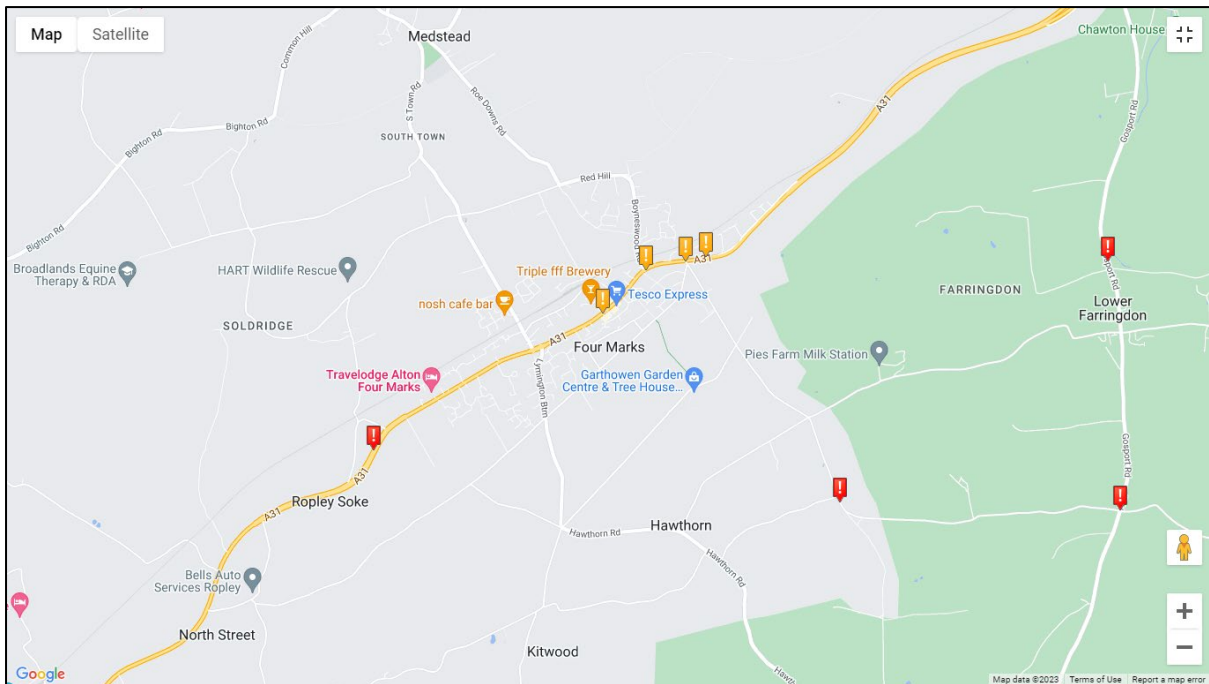 Map
Satellite
Medstead
Chawton House
Common Hill
S Town Rd
Roe Downs Rd
A31
Gosport Rd
Bighton Rd
Bighton Rd
SOUTH TOWN
Red Hill
Boyneswood Rd
Bighton Rd
Broadlands Equine
Therapy & RDA
HART Wildlife Rescue
Triple fff Brewery
A31
Gosport Rd
nosh cafe bar
Tesco Express
FARRINGDON
Lower
Farringdon
SOLDRIDGE
A31
Four Marks
Pies Farm Milk Station
Travelodge Alton
Four Marks
Lymington Btm
Garthowen Garden
Centre & Tree House...
Gosport Rd
A31
Ropley Soke
A31
Hawthorn Rd
Hawthorn
Hawthorn Rd
Bells Auto
Services Ropley
North Street
Kitwood
Google
Map data ©2023
Terms of Use
Report a map error